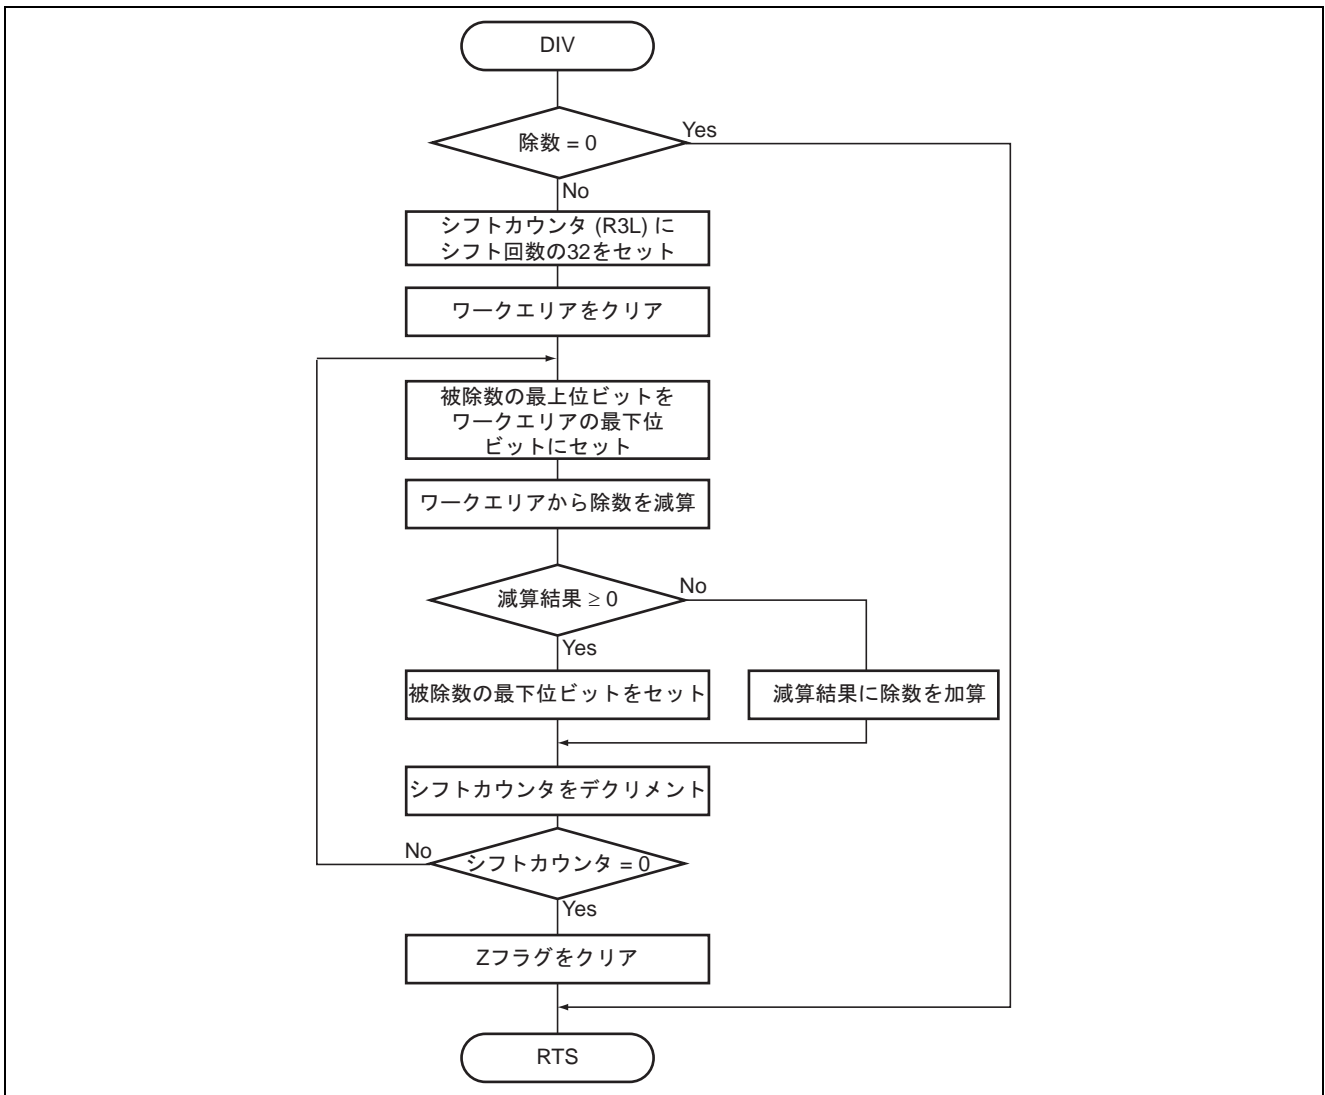 DIV
除数 = 0
Yes
No
シフトカウンタ (R3L) に
シフト回数の32をセット
ワークエリアをクリア
被除数の最上位ビットを
ワークエリアの最下位
ビットにセット
ワークエリアから除数を減算
減算結果 ≥ 0
No
Yes
被除数の最下位ビットをセット
減算結果に除数を加算
シフトカウンタをデクリメント
No
シフトカウンタ = 0
Yes
Zフラグをクリア
RTS